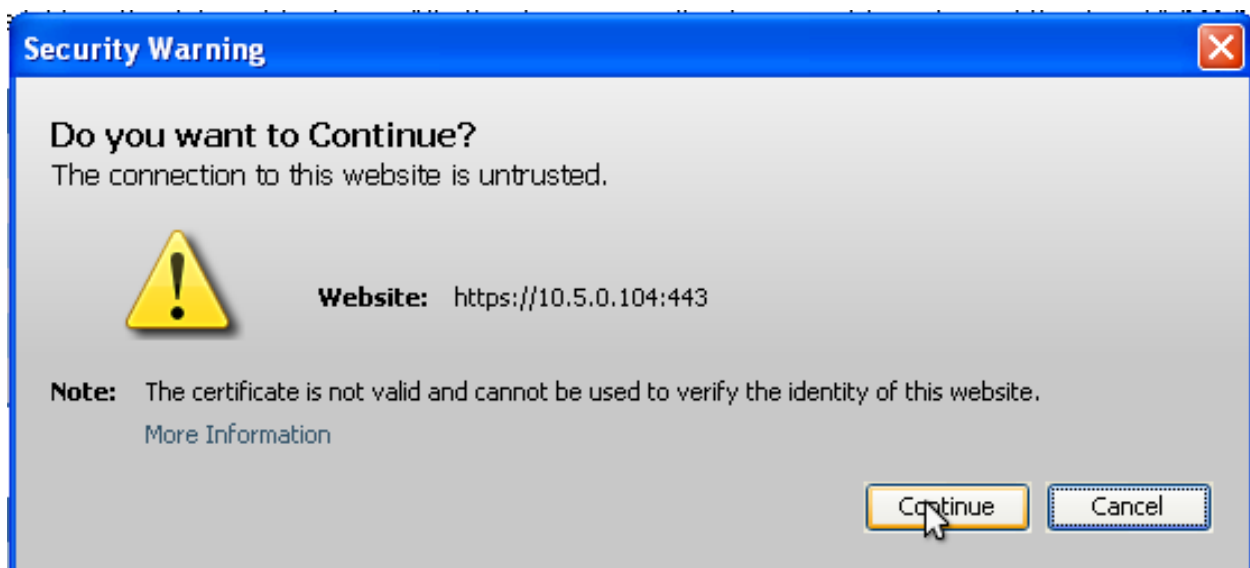 Security Warning
Do you want to Continue?
The connection to this website is untrusted.
Website: https://10.5.0.104:443
Note: The certificate is not valid and cannot be used to verify the identity of this website.
More Information
Continue Cancel